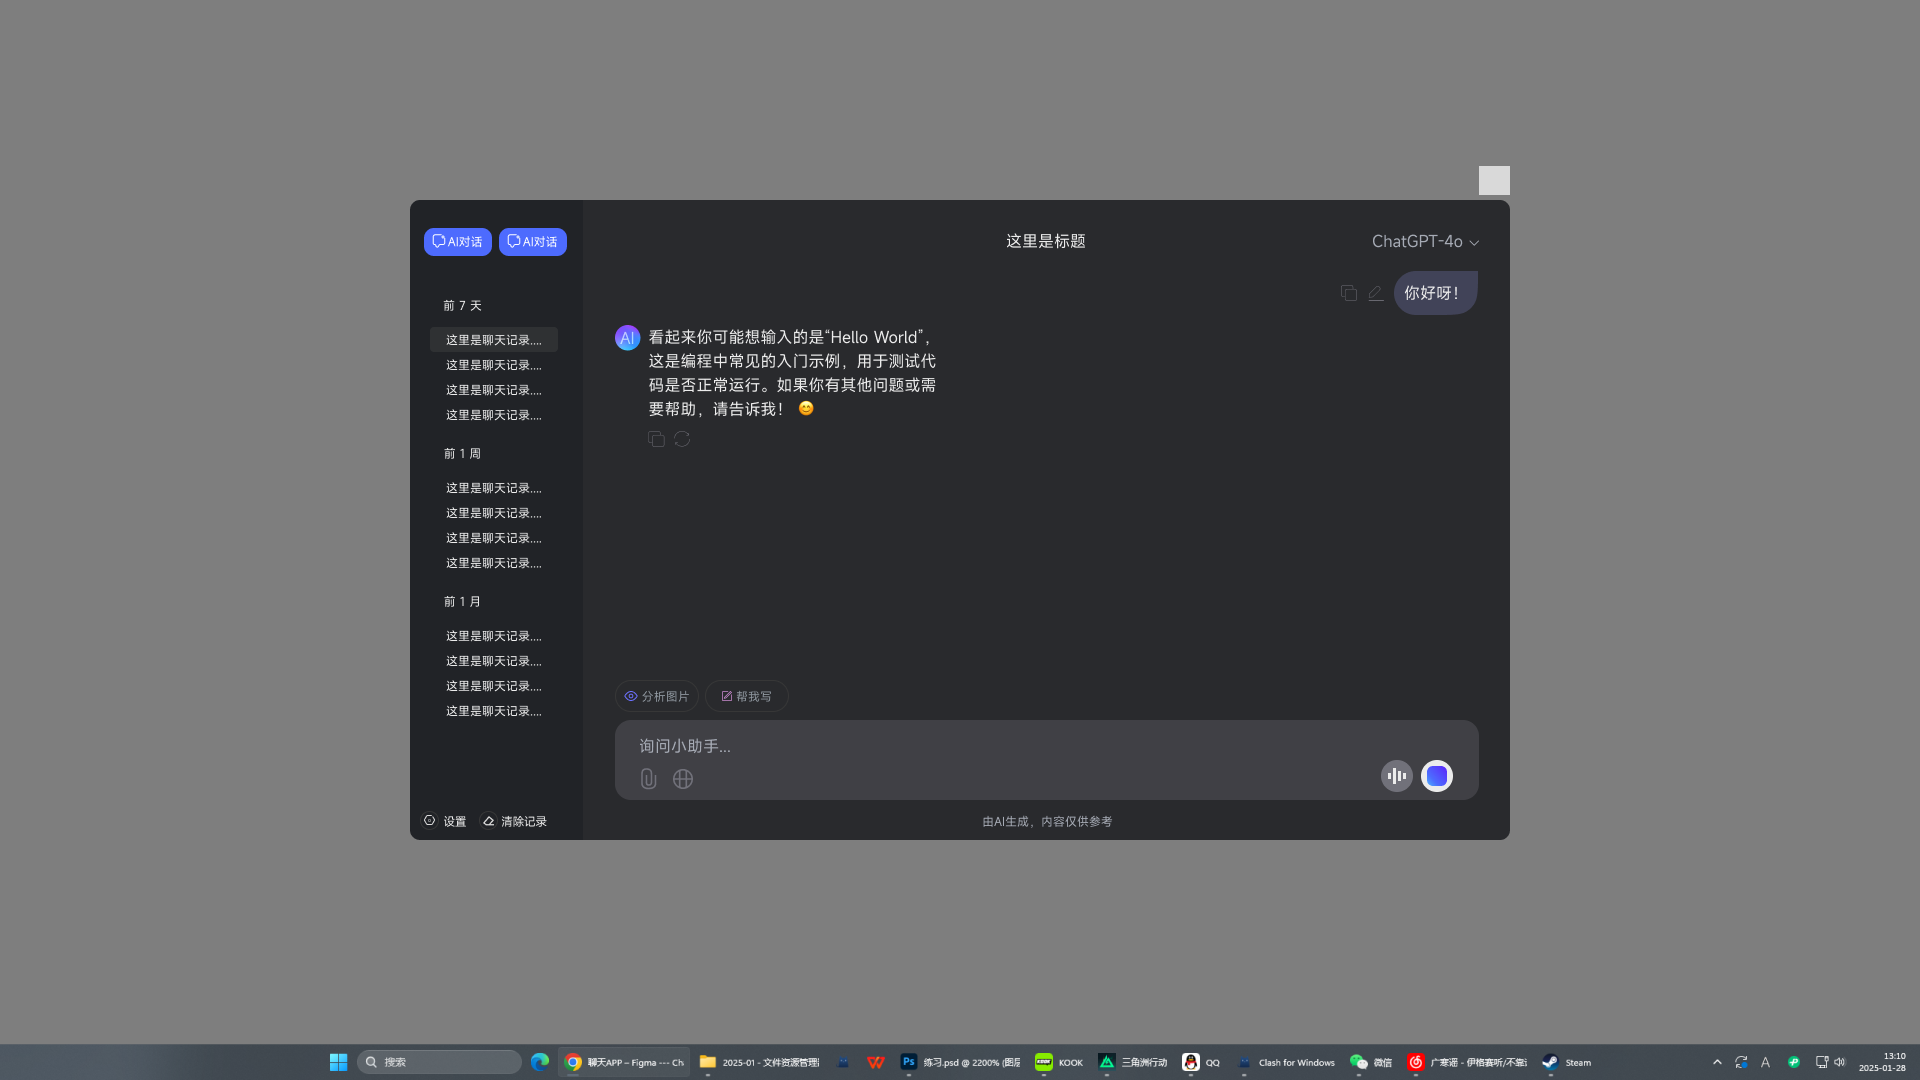 AI对话 AI对话
前 7 天
这里是聊天记录....
这里是聊天记录....
这里是聊天记录....
这里是聊天记录....
前 1 周
这里是聊天记录....
这里是聊天记录....
这里是聊天记录....
这里是聊天记录....
前 1 月
这里是聊天记录....
这里是聊天记录....
这里是聊天记录....
这里是聊天记录....
设置 清除记录
这里是标题
ChatGPT-4o
你好呀！
AI
看起来你可能想输入的是“Hello World”，
这是编程中常见的入门示例，用于测试代
码是否正常运行。如果你有其他问题或需
要帮助，请告诉我！ 😊
分析图片 帮我写
询问小助手...
由AI生成，内容仅供参考
搜索 聊天APP – Figma --- Ch 2025-01 - 文件资源管理 Ps 练习.psd @ 2200% (图层 KOOK 三角洲行动 QQ Clash for Windows 微信 广寒谣 - 伊格赛听/不靠谱 Steam
A 13:10
2025-01-28